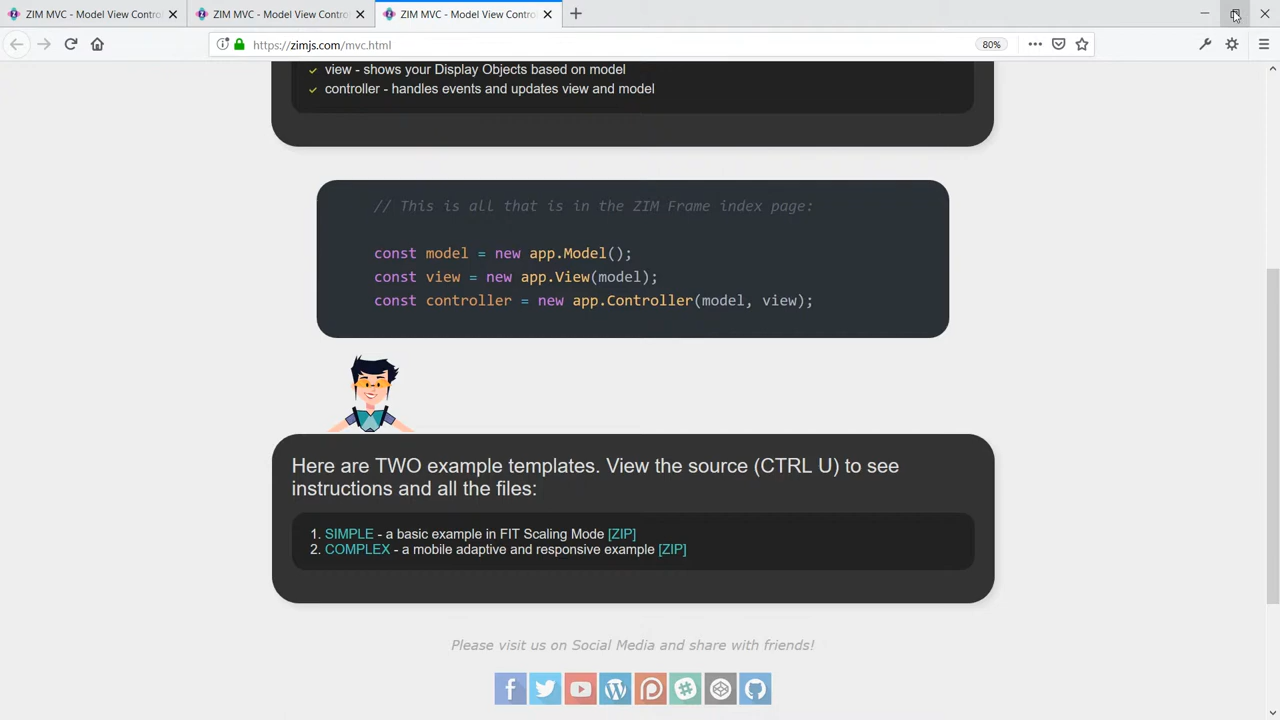 ZIM MVC - Model View Contro
ZIM MVC - Model View Contro
ZIM MVC - Model View Contro
https://zimjs.com/mvc.html
80%
view - shows your Display Objects based on model
controller - handles events and updates view and model
// This is all that is in the ZIM Frame index page:
const model = new app.Model();
const view = new app.View(model);
const controller = new app.Controller(model, view);
Here are TWO example templates. View the source (CTRL U) to see
instructions and all the files:
1. SIMPLE - a basic example in FIT Scaling Mode [ZIP]
2. COMPLEX - a mobile adaptive and responsive example [ZIP]
Please visit us on Social Media and share with friends!